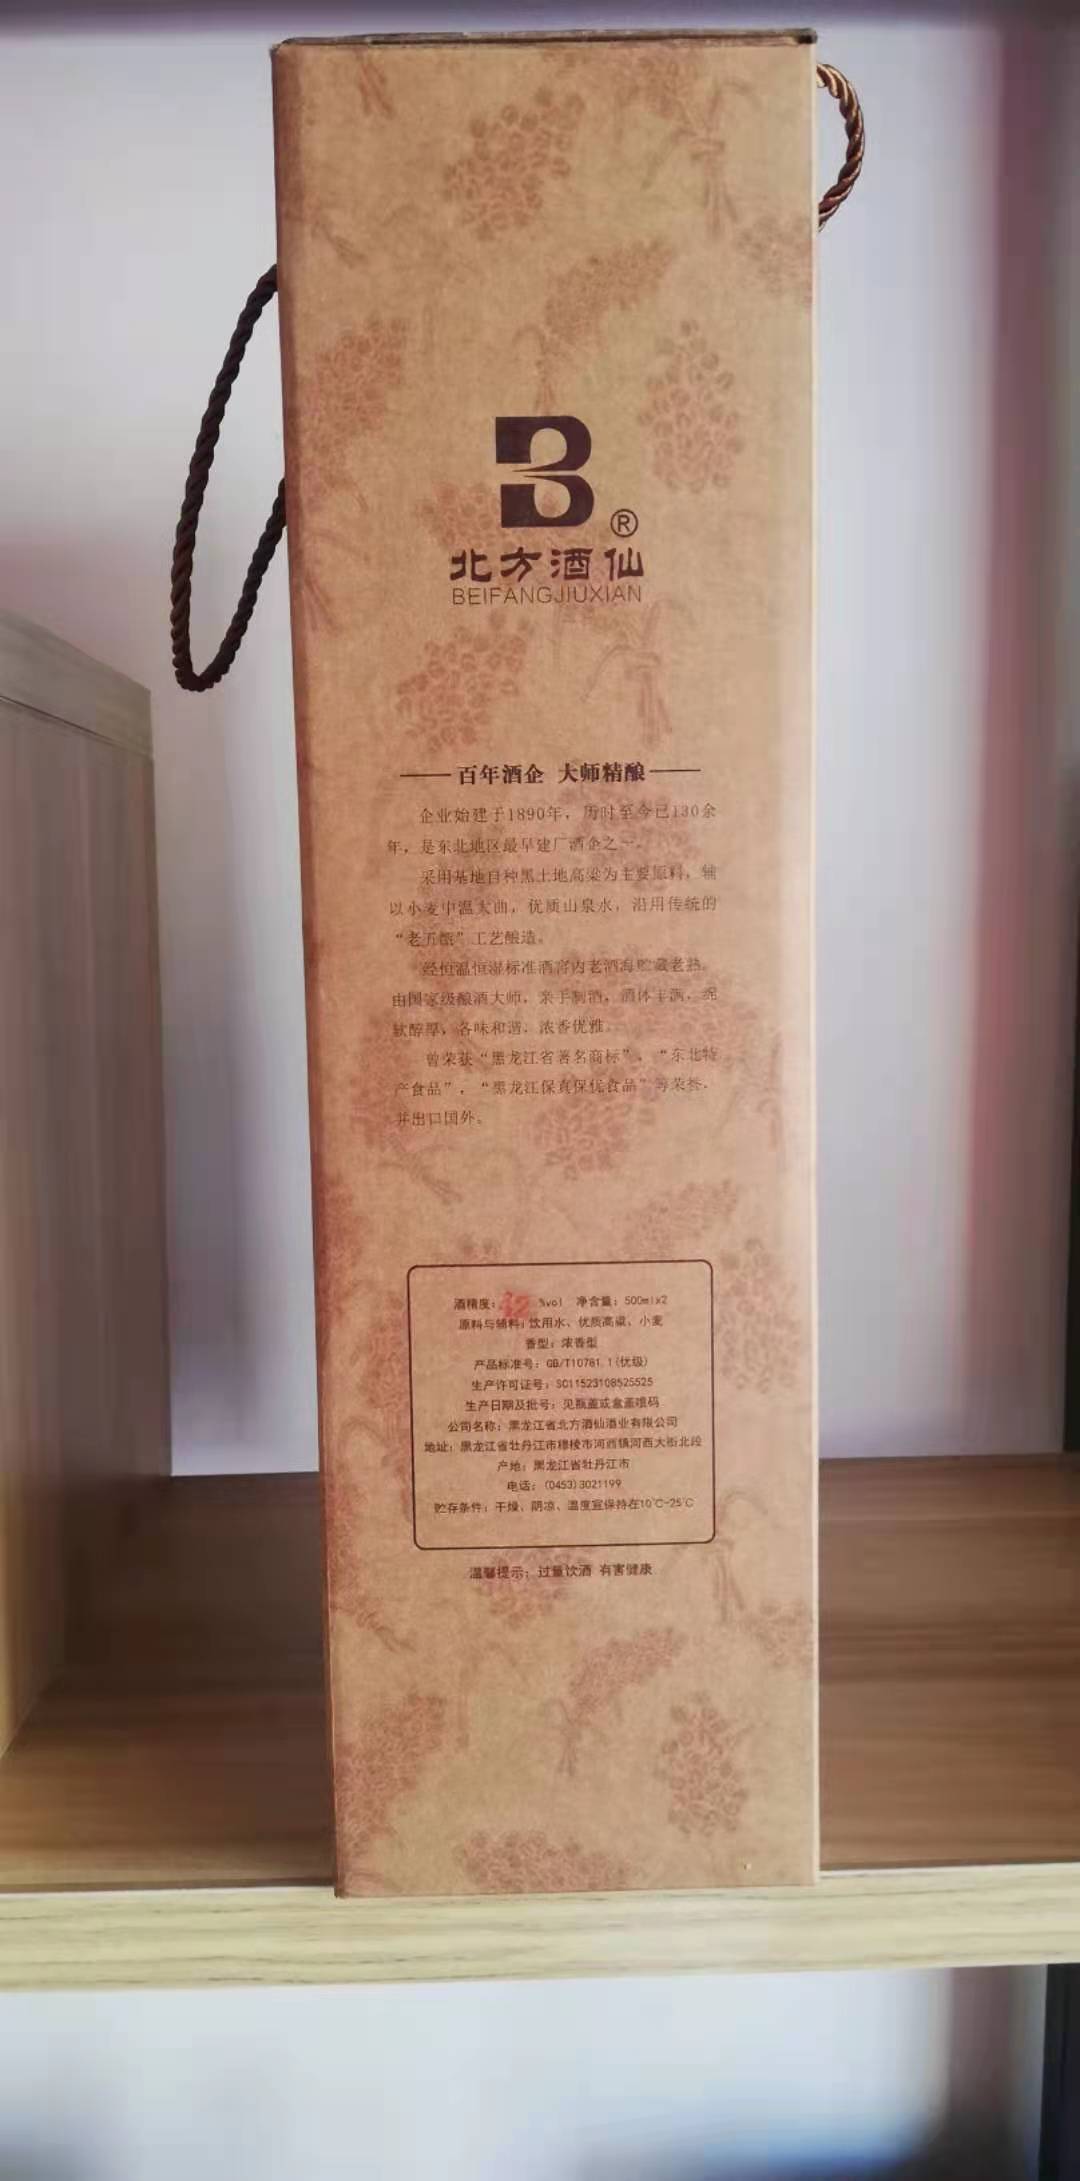 B®
北方酒仙
BEIFANGJIUXIAN
百年酒企 大师精酿
企业始建于1890年，历时至今已130余
年，是东北地区最早建厂酒企之一。
采用基地自种黑土地高粱为主要原料，辅
以小麦中温大曲，优质山泉水，沿用传统的
“老五甑”工艺酿造。
经恒温恒湿标准酒窖内老酒海贮藏老熟。
由国家级酿酒大师，亲手制酒，酒体丰满，绵
软醇厚，各味和谐，浓香优雅。
曾荣获“黑龙江省著名商标”，“东北特
产食品”，“黑龙江保真保优食品”等荣誉，
并出口国外。
酒精度：42 %vol 净含量：500mlx2
原料与辅料：饮用水、优质高粱、小麦
香型：浓香型
产品标准号：GB/T10781.1(优级)
生产许可证号：SC11523108525525
生产日期及批号：见瓶盖或盒盖喷码
公司名称：黑龙江省北方酒仙酒业有限公司
地址：黑龙江省牡丹江市穆棱市河西镇河西大街北段
产地：黑龙江省牡丹江市
电话：(0453)3021199
贮存条件：干燥、阴凉、温度宜保持在10℃-25℃
温馨提示：过量饮酒 有害健康